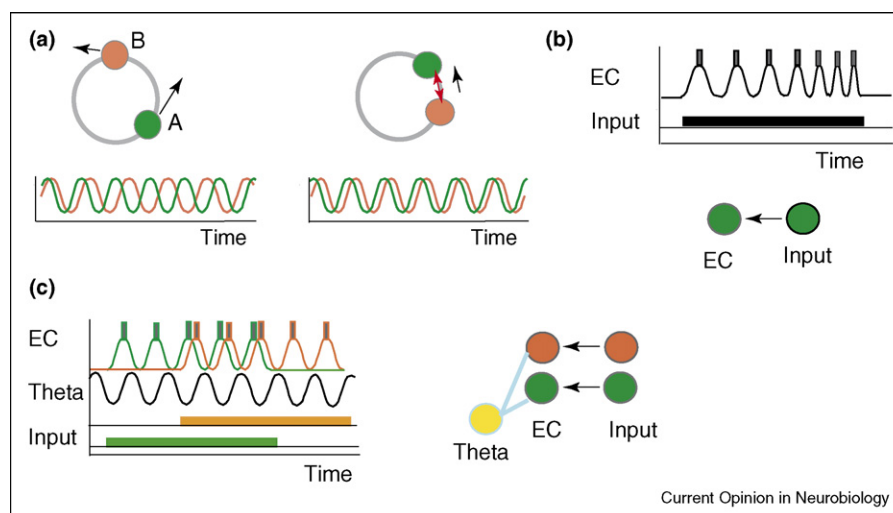 (a)
B
A
Time
Time
(b)
EC
Input
Time
EC
Input
(c)
EC
Theta
Input
Time
Theta
EC
Input
Current Opinion in Neurobiology